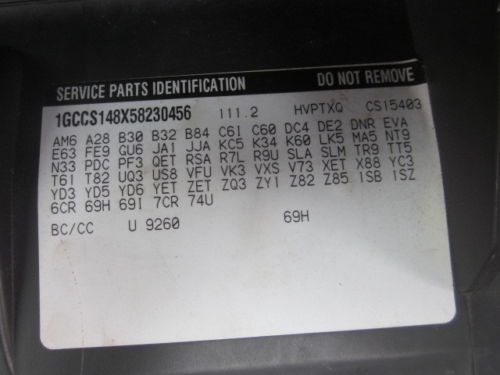 SERVICE PARTS IDENTIFICATION DO NOT REMOVE
1GCCS148X58230456 111.2 HVPTXQ CS15403
AM6 A28 B30 B32 B84 C61 C60 DC4 DE2 DNR EVA
E63 FE9 GU6 JA1 JJA KC5 K34 K60 LK5 MA5 NT9
N33 PDC PF3 QET RSA R7L R9U SLA SLM TR9 TT5
T61 T82 UQ3 US8 VFU VK3 VXS V73 XET X88 YC3
YD3 YD5 YD6 YET ZET ZQ3 ZY1 Z82 Z85 1SB 1SZ
6CR 69H 69I 7CR 74U
BC/CC U 9260 69H